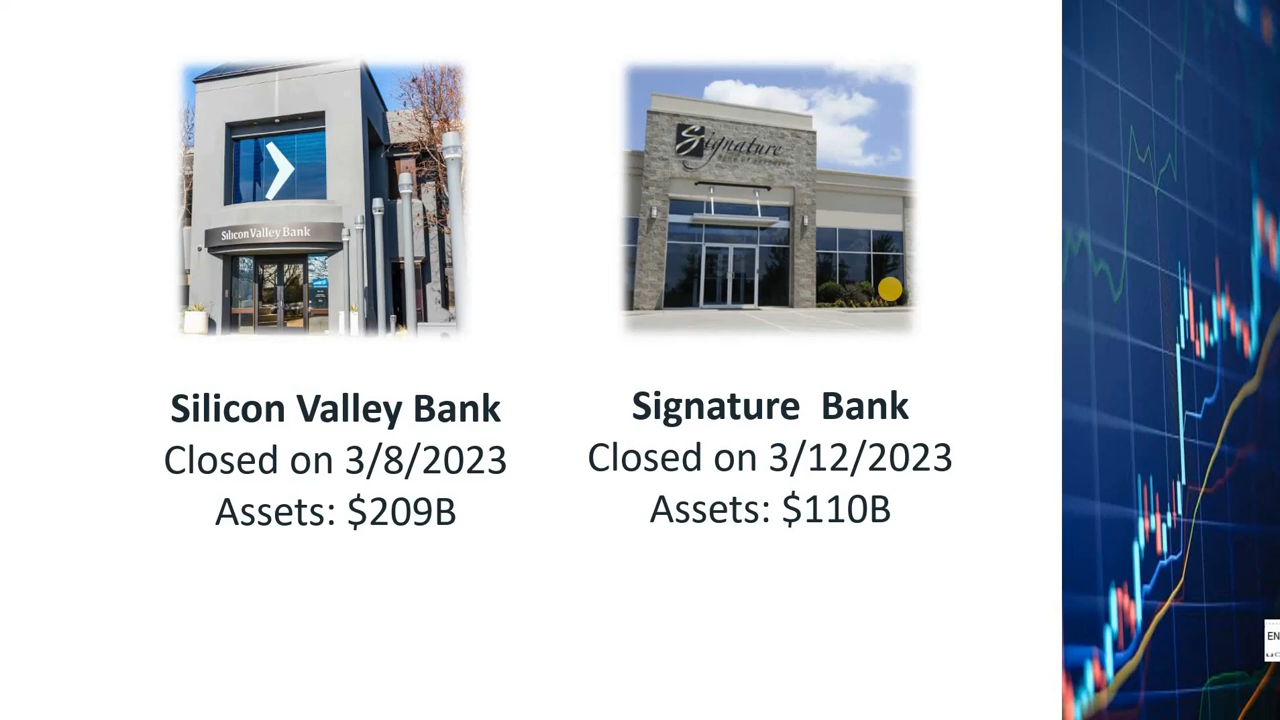 Silicon Valley Bank
Signature
Silicon Valley Bank
Closed on 3/8/2023
Assets: $209B
Signature Bank
Closed on 3/12/2023
Assets: $110B
EN